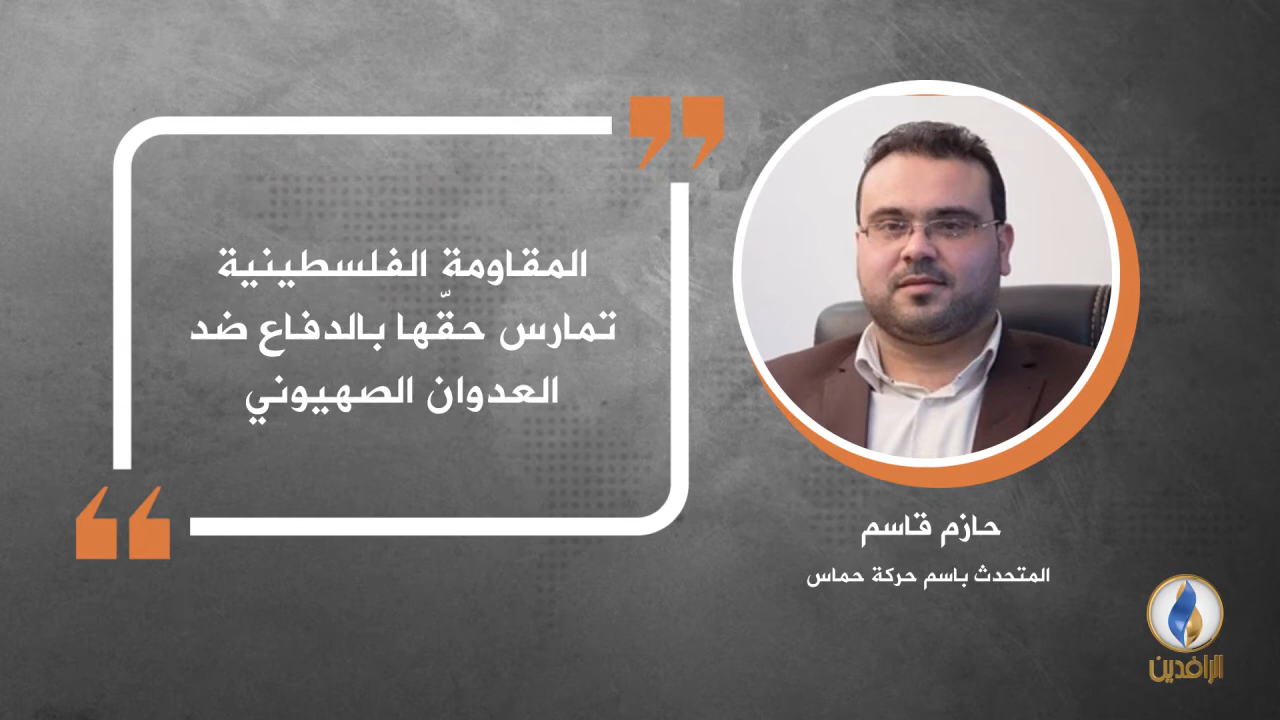 المقاومة الفلسطينية
تمارس حقّها بالدفاع ضد
العدوان الصهيوني
حازم قاسم
المتحدث باسم حركة حماس
الرافدين